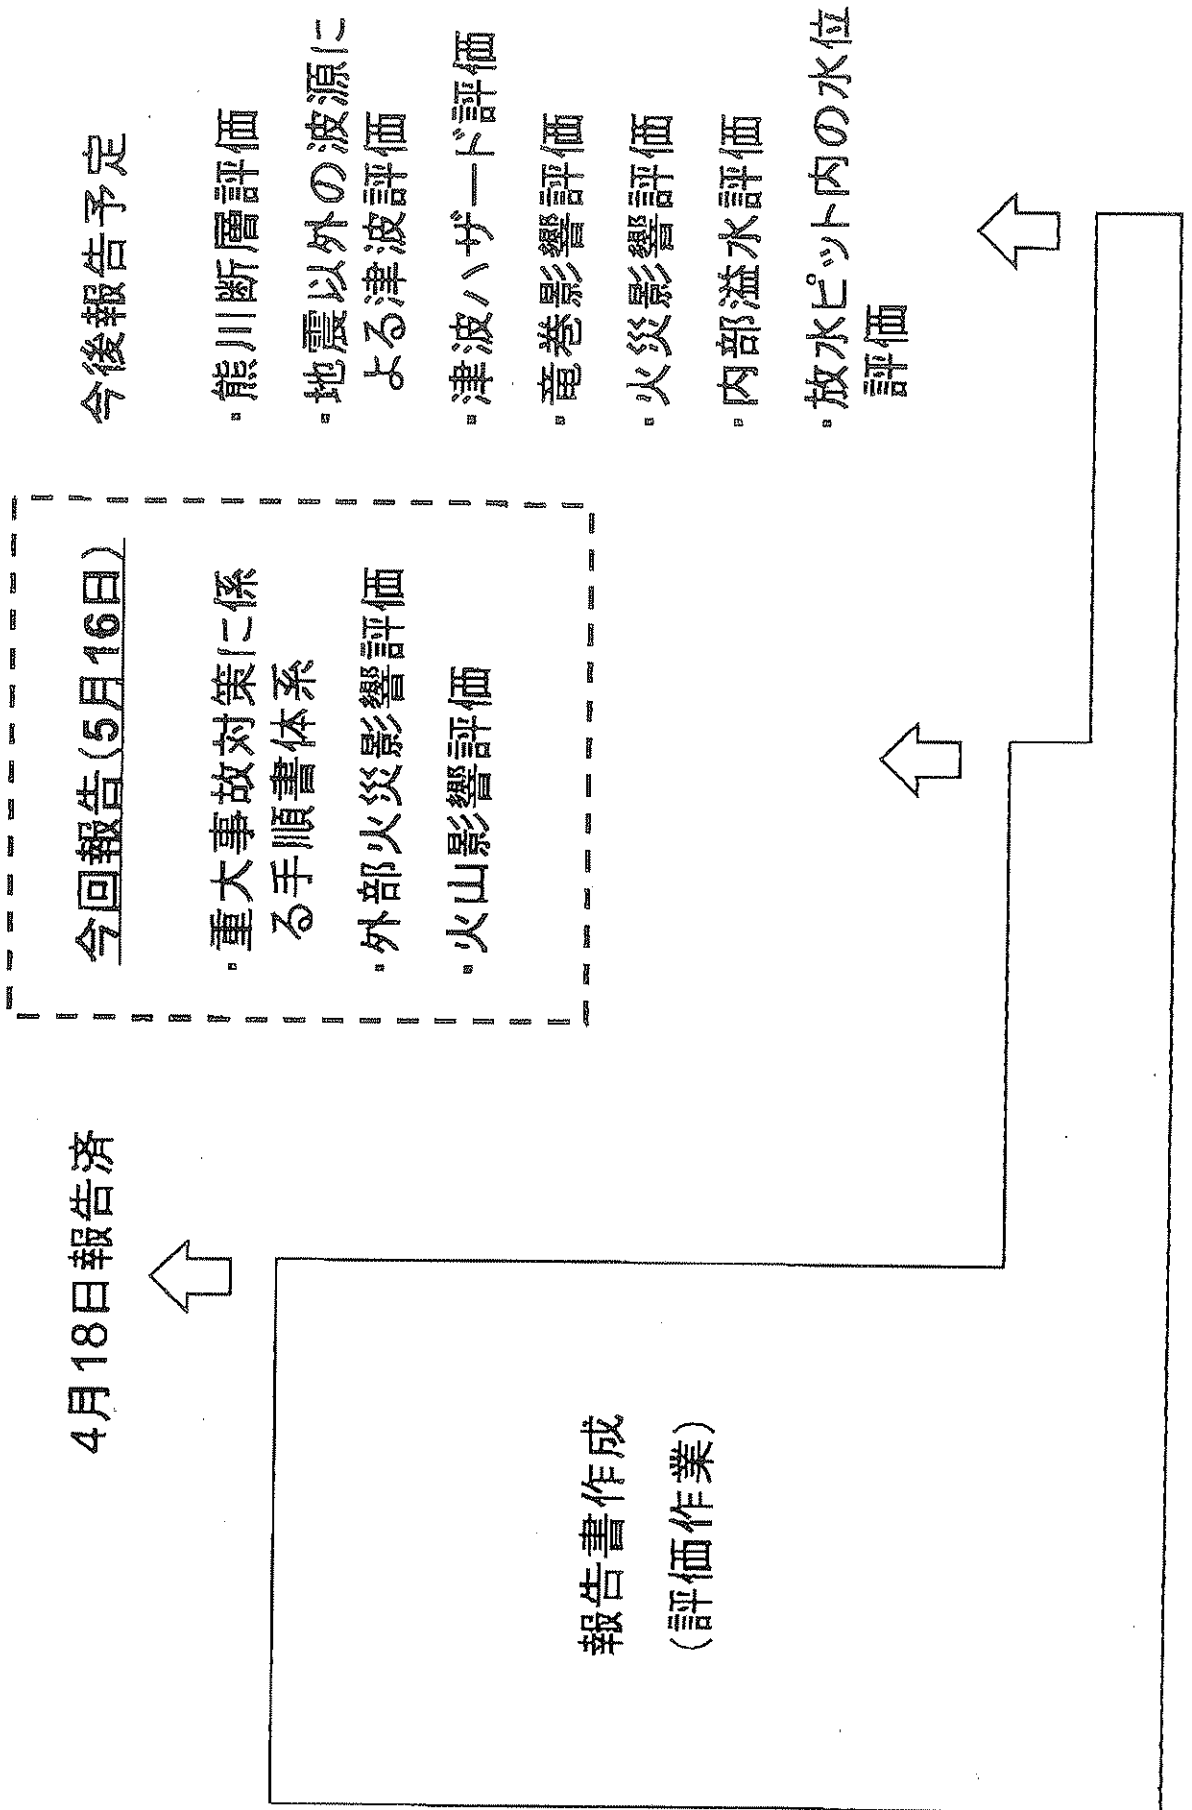 4月18日報告済
報告書作成
(評価作業)
今回報告(5月16日)
・重大事故対策に係
る手順書体系
・外部火災影響評価
・火山影響評価
今後報告予定
・熊川断層評価
・地震以外の波源に
よる津波評価
・津波ハザード評価
・竜巻影響評価
・火災影響評価
・内部溢水評価
・放水ピット内の水位
評価